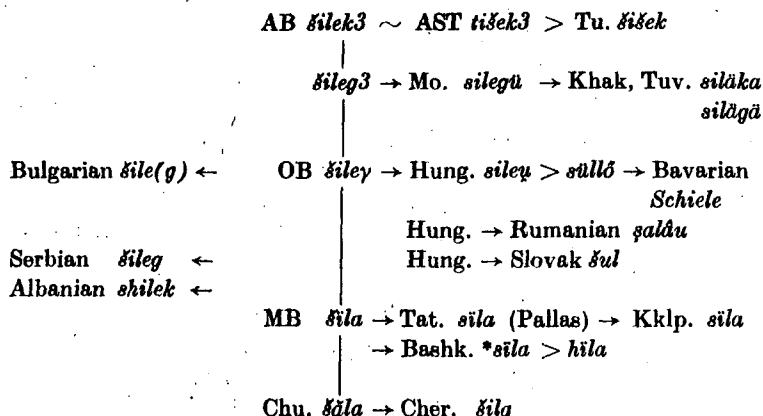 AB šilek3 ∼ AST tišek3 > Tu. šišek
šileg3 → Mo. silegü → Khak, Tuv. siläka
silägä
Bulgarian šile(g) ← OB šileγ → Hung. sileu̯ > süllő → Bavarian
Schiele
Hung. → Rumanian şalău
Serbian šileg ← Hung. → Slovak šul
Albanian shilek ←
MB šïla → Tat. sïla (Pallas) → Kklp. sïla
→ Bashk. *sïla > hïla
Chu. šăla → Cher. šila